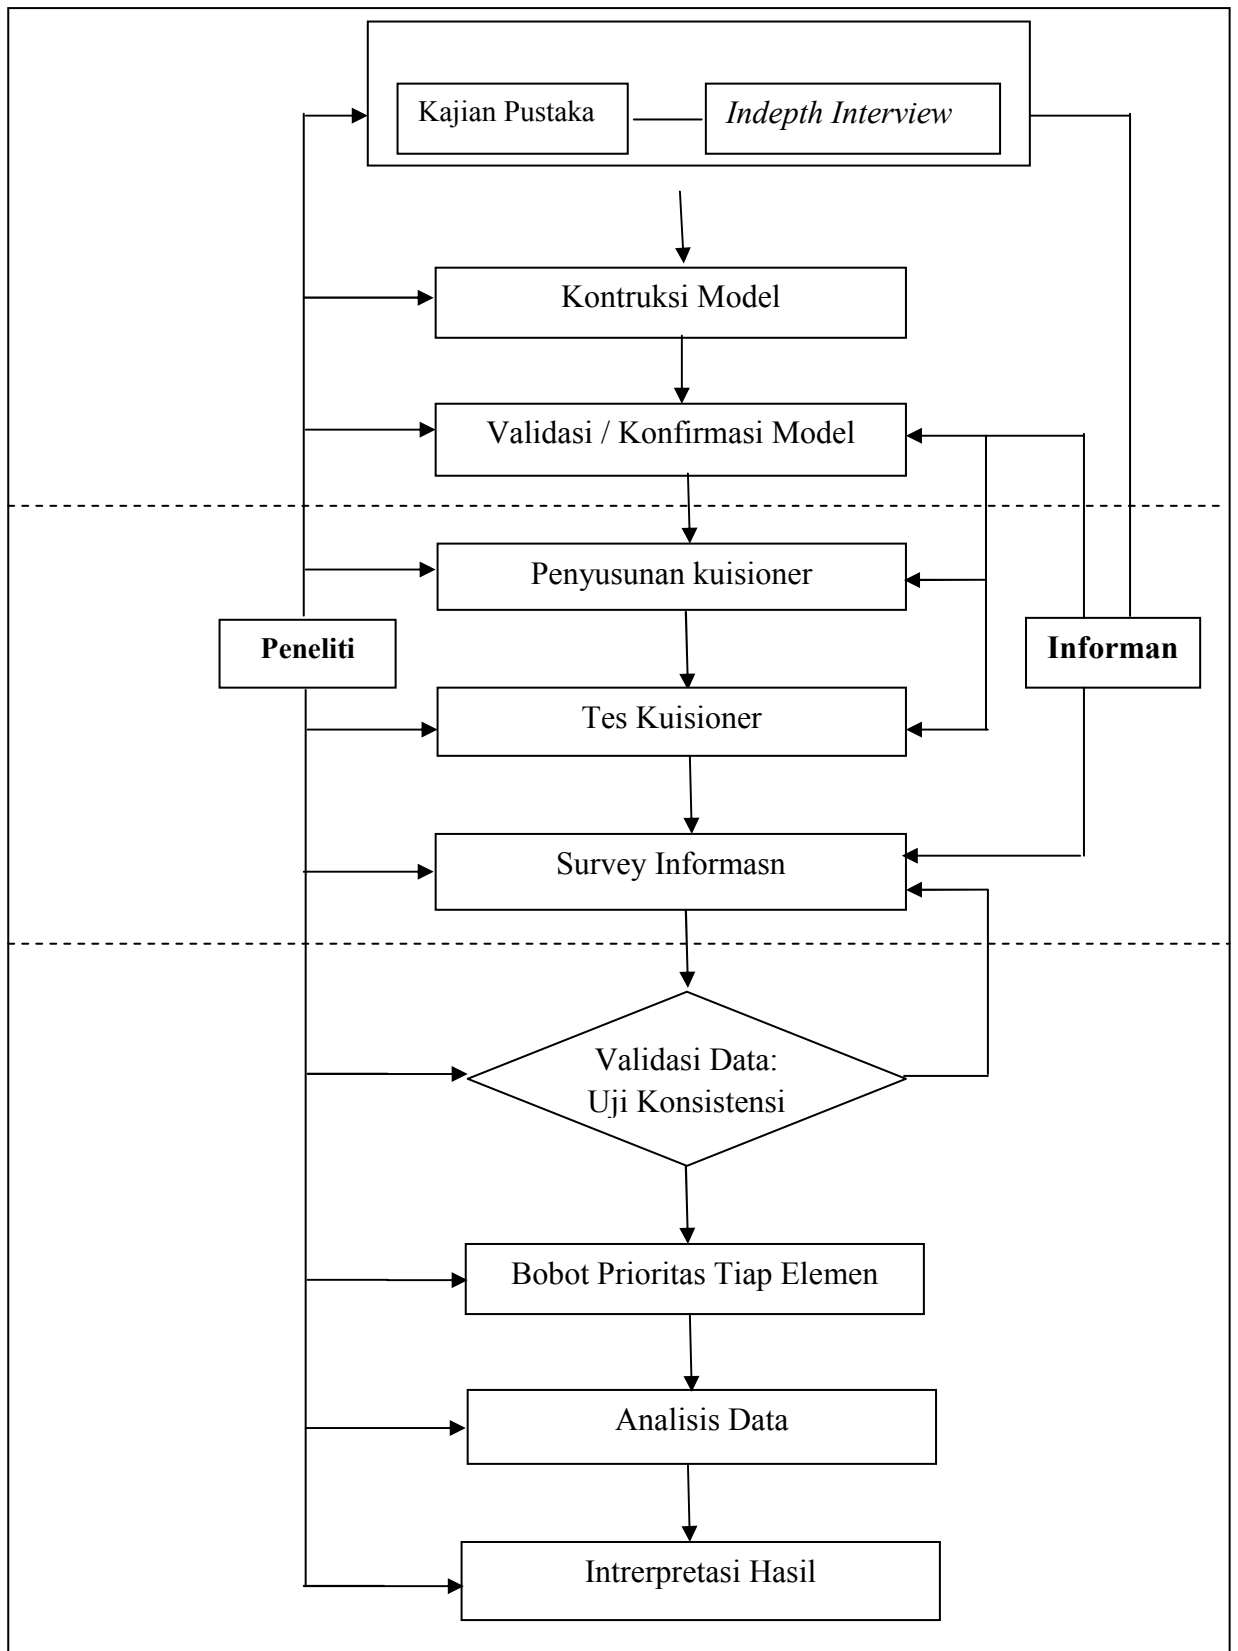 Kajian Pustaka
Indepth Interview
Kontruksi Model
Validasi / Konfirmasi Model
Penyusunan kuisioner
Peneliti
Informan
Tes Kuisioner
Survey Informasn
Validasi Data:
Uji Konsistensi
Bobot Prioritas Tiap Elemen
Analisis Data
Intrerpretasi Hasil